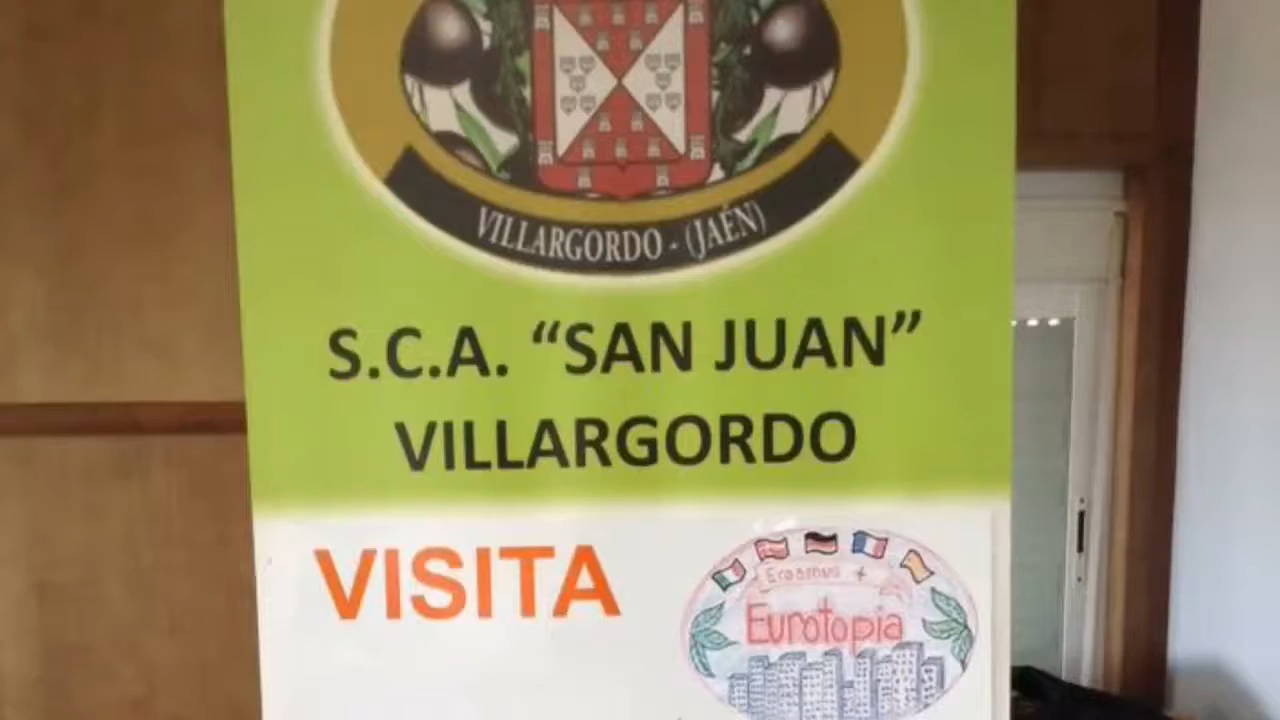 VILLARGORDO - (JAÉN)
S.C.A. “SAN JUAN”
VILLARGORDO
VISITA
Erasmus +
Eurotopia